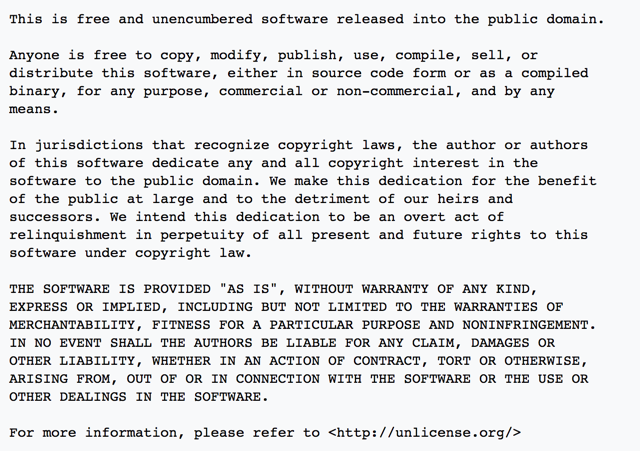 This is free and unencumbered software released into the public domain.
Anyone is free to copy, modify, publish, use, compile, sell, or
distribute this software, either in source code form or as a compiled
binary, for any purpose, commercial or non-commercial, and by any
means.
In jurisdictions that recognize copyright laws, the author or authors
of this software dedicate any and all copyright interest in the
software to the public domain. We make this dedication for the benefit
of the public at large and to the detriment of our heirs and
successors. We intend this dedication to be an overt act of
relinquishment in perpetuity of all present and future rights to this
software under copyright law.
THE SOFTWARE IS PROVIDED "AS IS", WITHOUT WARRANTY OF ANY KIND,
EXPRESS OR IMPLIED, INCLUDING BUT NOT LIMITED TO THE WARRANTIES OF
MERCHANTABILITY, FITNESS FOR A PARTICULAR PURPOSE AND NONINFRINGEMENT.
IN NO EVENT SHALL THE AUTHORS BE LIABLE FOR ANY CLAIM, DAMAGES OR
OTHER LIABILITY, WHETHER IN AN ACTION OF CONTRACT, TORT OR OTHERWISE,
ARISING FROM, OUT OF OR IN CONNECTION WITH THE SOFTWARE OR THE USE OR
OTHER DEALINGS IN THE SOFTWARE.
For more information, please refer to <http://unlicense.org/>